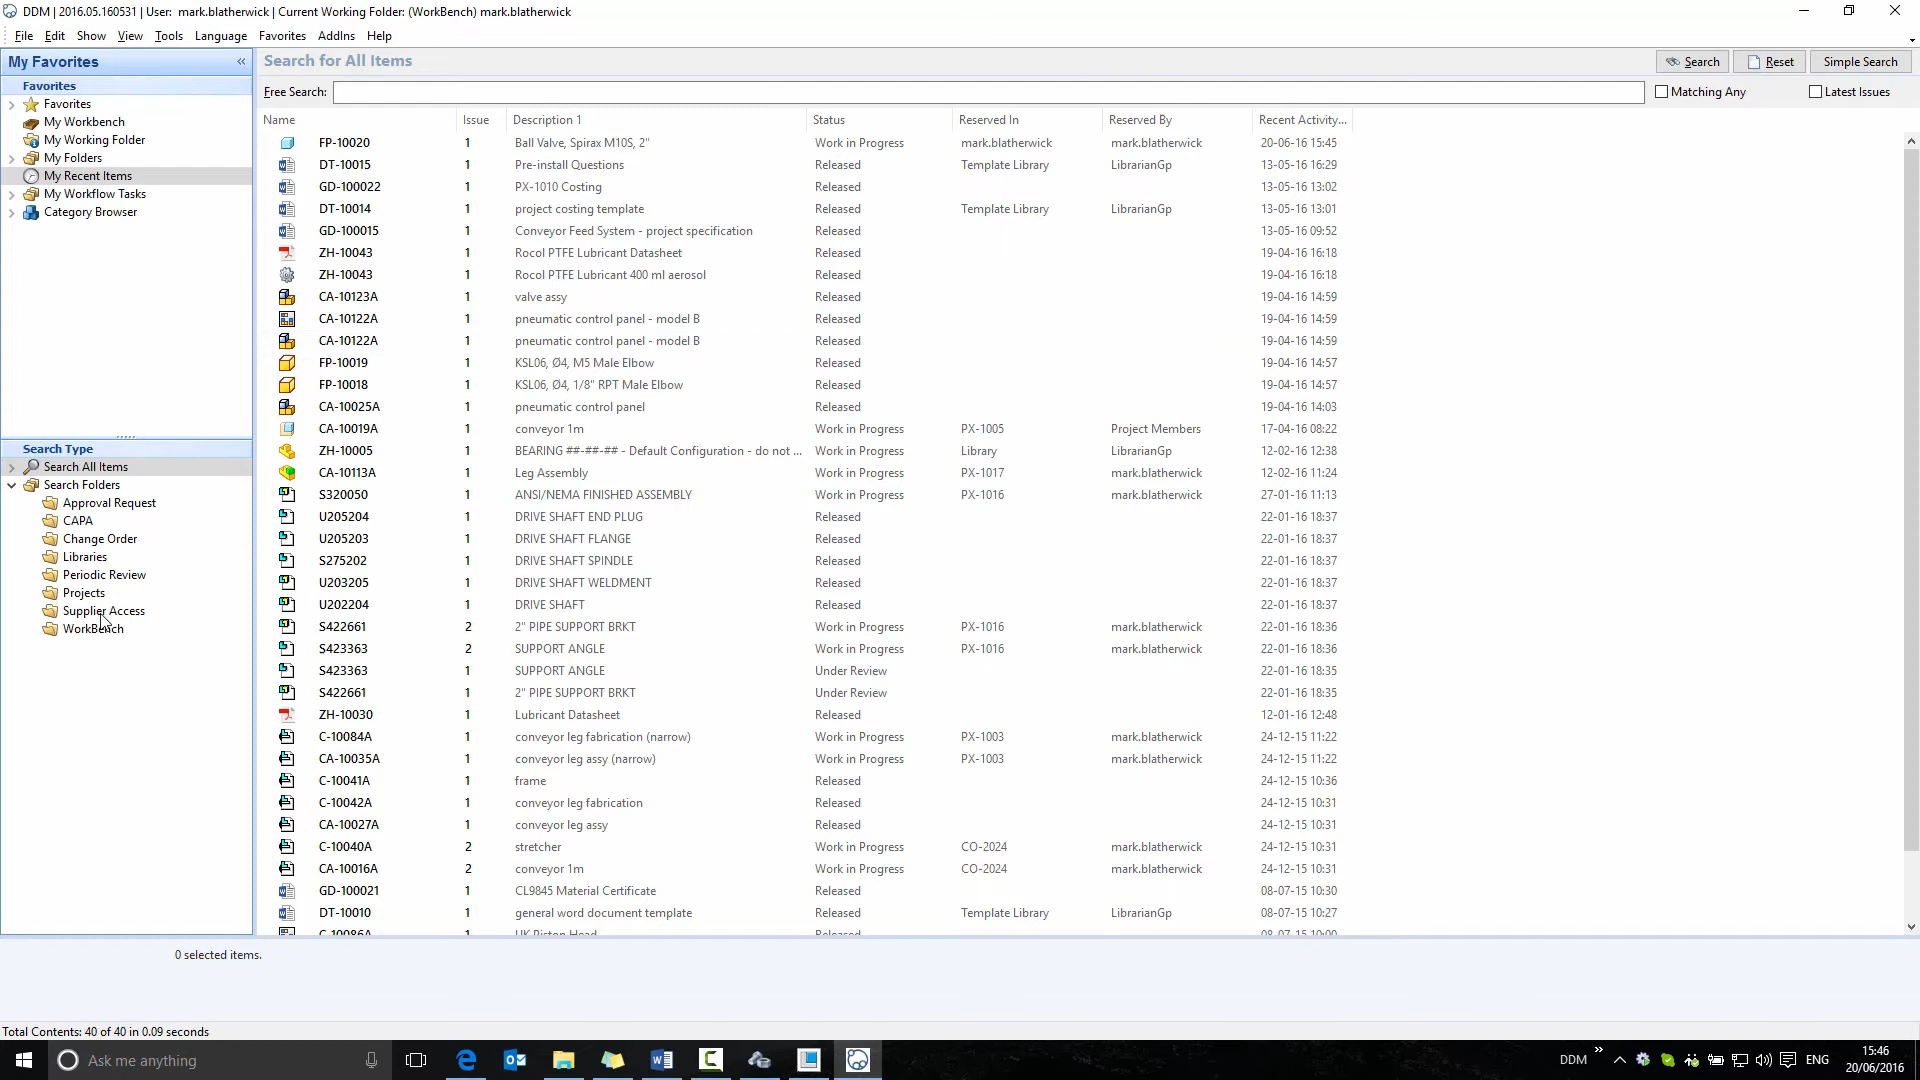 DDM | 2016.05.160531 | User: mark.blatherwick | Current Working Folder: (WorkBench) mark.blatherwick
File Edit Show View Tools Language Favorites AddIns Help
My Favorites «
Favorites
Favorites
My Workbench
My Working Folder
My Folders
My Recent Items
My Workflow Tasks
Category Browser
Search Type
Search All Items
Search Folders
Approval Request
CAPA
Change Order
Libraries
Periodic Review
Projects
Supplier Access
WorkBench
Search for All Items Search Reset Simple Search
Free Search: Matching Any Latest Issues
Name Issue Description 1 Status Reserved In Reserved By Recent Activity...
FP-10020 1 Ball Valve, Spirax M10S, 2" Work in Progress mark.blatherwick mark.blatherwick 20-06-16 15:45
DT-10015 1 Pre-install Questions Released Template Library LibrarianGp 13-05-16 16:29
GD-100022 1 PX-1010 Costing Released 13-05-16 13:02
DT-10014 1 project costing template Released Template Library LibrarianGp 13-05-16 13:01
GD-100015 1 Conveyor Feed System - project specification Released 13-05-16 09:52
ZH-10043 1 Rocol PTFE Lubricant Datasheet Released 19-04-16 16:18
ZH-10043 1 Rocol PTFE Lubricant 400 ml aerosol Released 19-04-16 16:18
CA-10123A 1 valve assy Released 19-04-16 14:59
CA-10122A 1 pneumatic control panel - model B Released 19-04-16 14:59
CA-10122A 1 pneumatic control panel - model B Released 19-04-16 14:59
FP-10019 1 KSL06, Ø4, M5 Male Elbow Released 19-04-16 14:57
FP-10018 1 KSL06, Ø4, 1/8" RPT Male Elbow Released 19-04-16 14:57
CA-10025A 1 pneumatic control panel Released 19-04-16 14:03
CA-10019A 1 conveyor 1m Work in Progress PX-1005 Project Members 17-04-16 08:22
ZH-10005 1 BEARING ##-##-## - Default Configuration - do not ... Work in Progress Library LibrarianGp 12-02-16 12:38
CA-10113A 1 Leg Assembly Work in Progress PX-1017 mark.blatherwick 12-02-16 11:24
S320050 1 ANSI/NEMA FINISHED ASSEMBLY Work in Progress PX-1016 mark.blatherwick 27-01-16 11:13
U205204 1 DRIVE SHAFT END PLUG Released 22-01-16 18:37
U205203 1 DRIVE SHAFT FLANGE Released 22-01-16 18:37
S275202 1 DRIVE SHAFT SPINDLE Released 22-01-16 18:37
U203205 1 DRIVE SHAFT WELDMENT Released 22-01-16 18:37
U202204 1 DRIVE SHAFT Released 22-01-16 18:37
S422661 2 2" PIPE SUPPORT BRKT Work in Progress PX-1016 mark.blatherwick 22-01-16 18:36
S423363 2 SUPPORT ANGLE Work in Progress PX-1016 mark.blatherwick 22-01-16 18:36
S423363 1 SUPPORT ANGLE Under Review 22-01-16 18:35
S422661 1 2" PIPE SUPPORT BRKT Under Review 22-01-16 18:35
ZH-10030 1 Lubricant Datasheet Released 12-01-16 12:48
C-10084A 1 conveyor leg fabrication (narrow) Work in Progress PX-1003 mark.blatherwick 24-12-15 11:22
CA-10035A 1 conveyor leg assy (narrow) Work in Progress PX-1003 mark.blatherwick 24-12-15 11:22
C-10041A 1 frame Released 24-12-15 10:36
C-10042A 1 conveyor leg fabrication Released 24-12-15 10:31
CA-10027A 1 conveyor leg assy Released 24-12-15 10:31
C-10040A 2 stretcher Work in Progress CO-2024 mark.blatherwick 24-12-15 10:31
CA-10016A 2 conveyor 1m Work in Progress CO-2024 mark.blatherwick 24-12-15 10:31
GD-100021 1 CL9845 Material Certificate Released 08-07-15 10:30
DT-10010 1 general word document template Released Template Library LibrarianGp 08-07-15 10:27
C-10086A 1 UK Piston Head Released 08-07-15 10:00
0 selected items.
Total Contents: 40 of 40 in 0.09 seconds
Ask me anything DDM ENG 15:46
20/06/2016